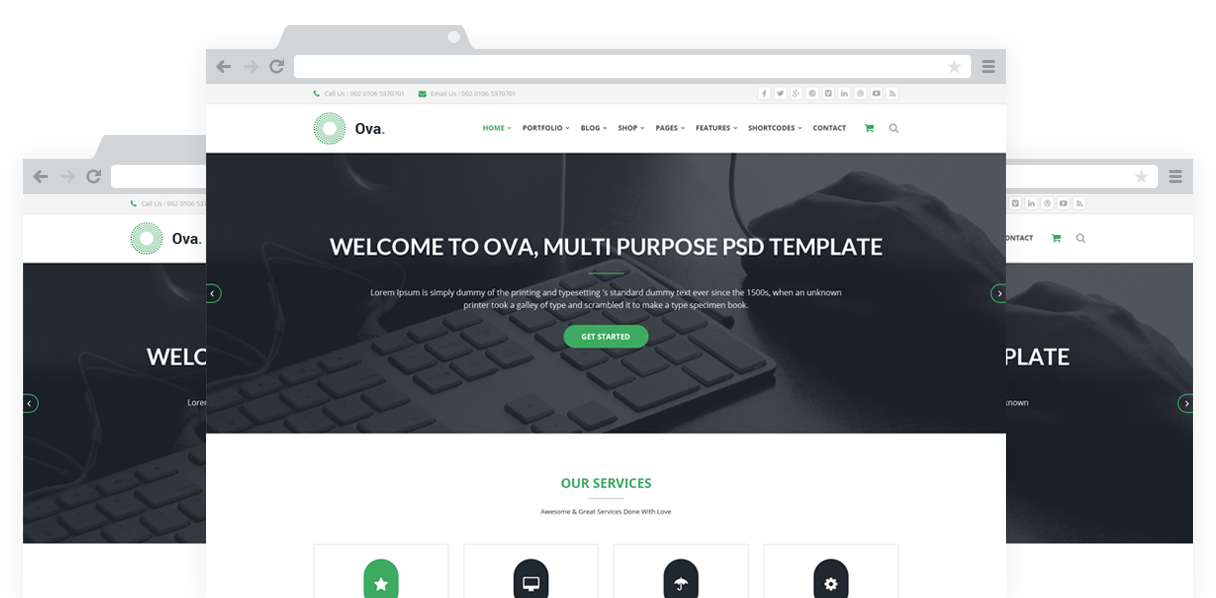 Call Us : 002 0106 5370701 Email Us : 002 0106 5370701
Ova. HOME PORTFOLIO BLOG SHOP PAGES FEATURES SHORTCODES CONTACT
WELCOME TO OVA, MULTI PURPOSE PSD TEMPLATE
Lorem Ipsum is simply dummy of the printing and typesetting 's standard dummy text ever since the 1500s, when an unknown
printer took a galley of type and scrambled it to make a type specimen book.
GET STARTED
OUR SERVICES
Awesome & Great Services Done With Love
Call Us : 002 0106 537
Ova.
WELC
Lorer
ONTACT
PLATE
known